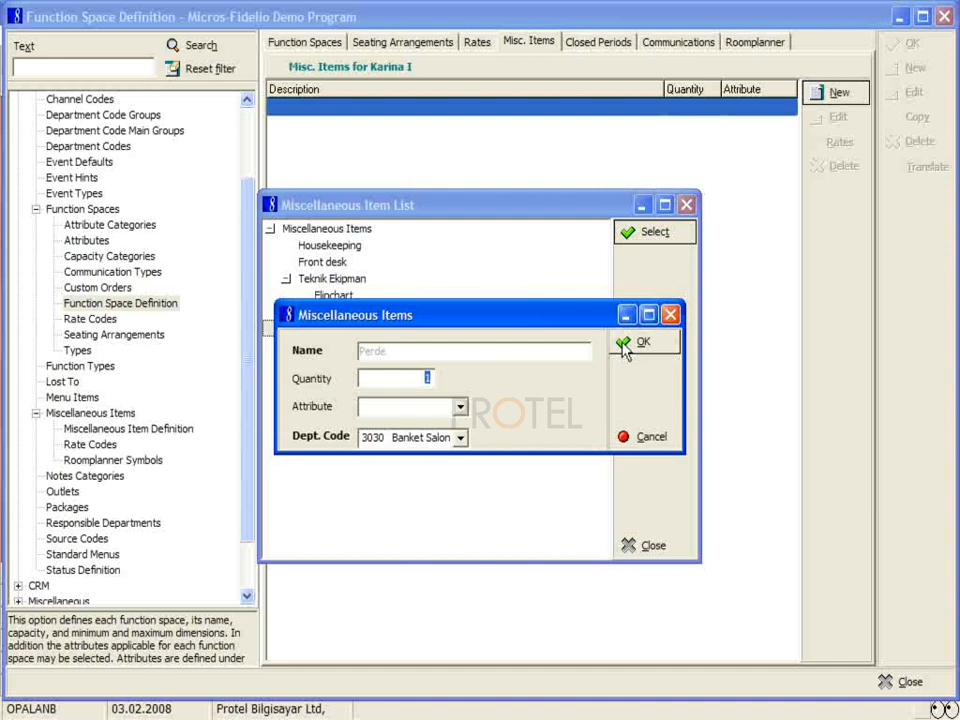 Function Space Definition - Micros-Fidelio Demo Program
Text
Search
Reset filter
Channel Codes
Department Code Groups
Department Code Main Groups
Department Codes
Event Defaults
Event Hints
Event Types
Function Spaces
Attribute Categories
Attributes
Capacity Categories
Communication Types
Custom Orders
Function Space Definition
Rate Codes
Seating Arrangements
Types
Function Types
Lost To
Menu Items
Miscellaneous Items
Miscellaneous Item Definition
Rate Codes
Roomplanner Symbols
Notes Categories
Outlets
Packages
Responsible Departments
Source Codes
Standard Menus
Status Definition
CRM
Miscellaneous
This option defines each function space, its name,
capacity, and minimum and maximum dimensions. In
addition the attributes applicable for each function
space may be selected. Attributes are defined under
Function Spaces
Seating Arrangements
Rates
Misc. Items
Closed Periods
Communications
Roomplanner
Misc. Items for Karina I
Description Quantity Attribute
New
Edit
Rates
Delete
OK
New
Edit
Copy
Delete
Translate
Miscellaneous Item List
Miscellaneous Items
Housekeeping
Front desk
Teknik Ekipman
Flipchart
Select
Close
Miscellaneous Items
Name Perde
Quantity 1
Attribute
Dept. Code 3030 Banket Salon
OK
Cancel
PROTEL
Close
OPALANB 03.02.2008 Protel Bilgisayar Ltd,